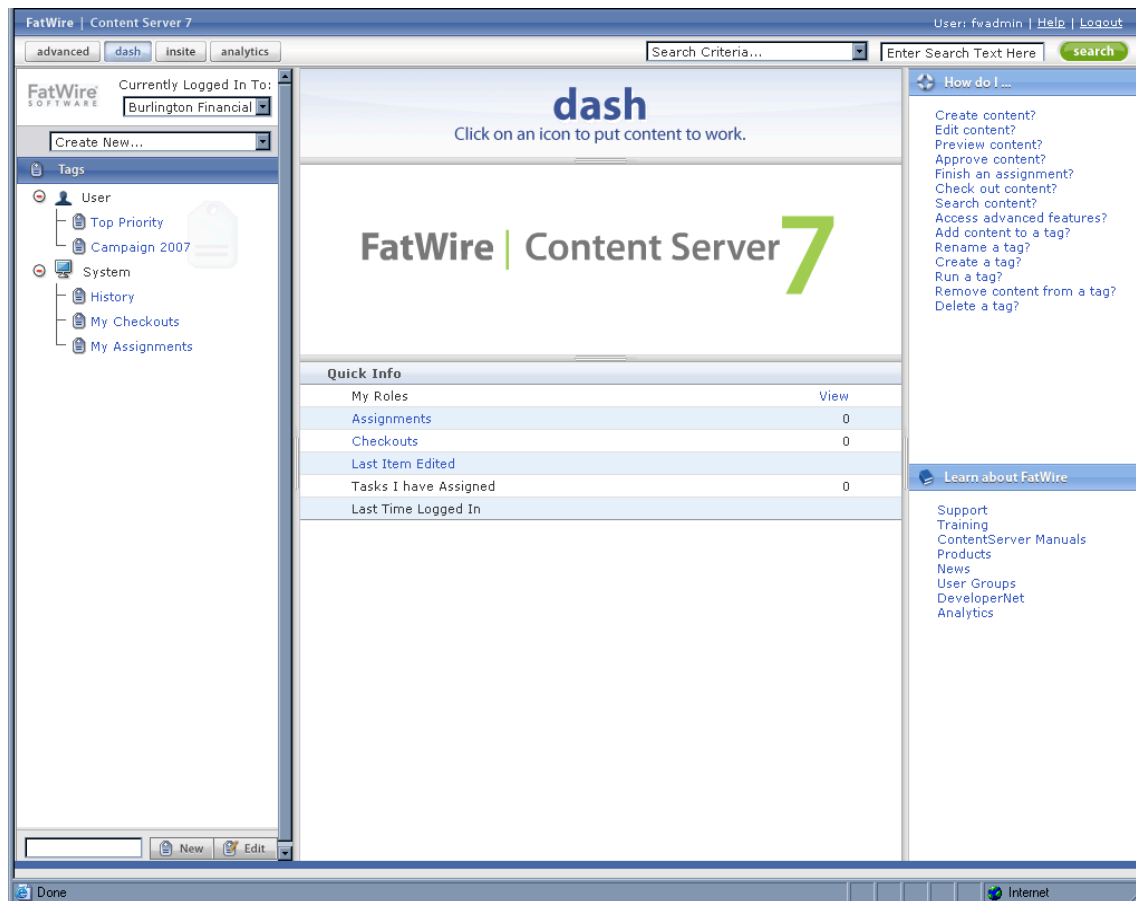 FatWire | Content Server 7
User: fwadmin | Help | Logout
advanced dash insite analytics
Search Criteria...
Enter Search Text Here
search
FatWire SOFTWARE
Currently Logged In To:
Burlington Financial
Create New...
Tags
User
Top Priority
Campaign 2007
System
History
My Checkouts
My Assignments
New
Edit
dash
Click on an icon to put content to work.
FatWire | Content Server 7
Quick Info
My Roles View
Assignments 0
Checkouts 0
Last Item Edited
Tasks I have Assigned 0
Last Time Logged In
How do I ...
Create content?
Edit content?
Preview content?
Approve content?
Finish an assignment?
Check out content?
Search content?
Access advanced features?
Add content to a tag?
Rename a tag?
Create a tag?
Run a tag?
Remove content from a tag?
Delete a tag?
Learn about FatWire
Support
Training
ContentServer Manuals
Products
News
User Groups
DeveloperNet
Analytics
Done
Internet